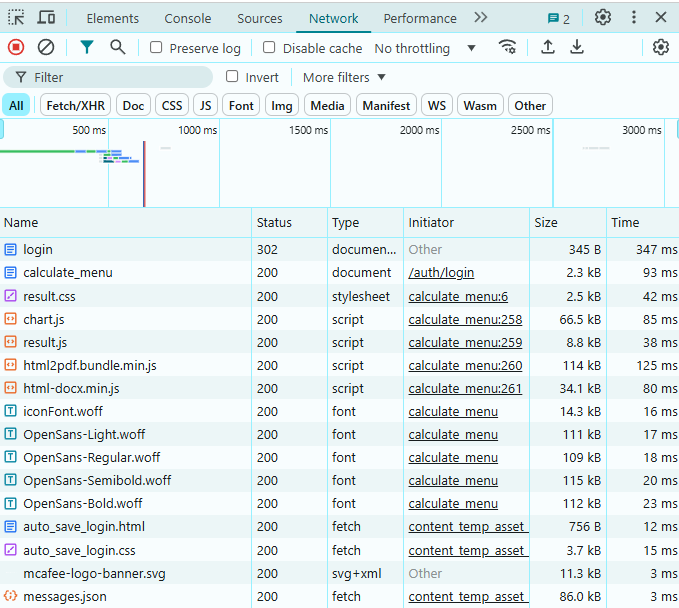 Elements Console Sources Network Performance 2
Preserve log Disable cache No throttling
Filter Invert More filters
All Fetch/XHR Doc CSS JS Font Img Media Manifest WS Wasm Other
500 ms 1000 ms 1500 ms 2000 ms 2500 ms 3000 ms
Name Status Type Initiator Size Time
login 302 documen... Other 345 B 347 ms
calculate_menu 200 document /auth/login 2.3 kB 93 ms
result.css 200 stylesheet calculate_menu:6 2.5 kB 42 ms
chart.js 200 script calculate_menu:258 66.5 kB 85 ms
result.js 200 script calculate_menu:259 8.8 kB 38 ms
html2pdf.bundle.min.js 200 script calculate_menu:260 114 kB 125 ms
html-docx.min.js 200 script calculate_menu:261 34.1 kB 80 ms
iconFont.woff 200 font calculate_menu 14.3 kB 16 ms
OpenSans-Light.woff 200 font calculate_menu 111 kB 17 ms
OpenSans-Regular.woff 200 font calculate_menu 109 kB 18 ms
OpenSans-Semibold.woff 200 font calculate_menu 115 kB 20 ms
OpenSans-Bold.woff 200 font calculate_menu 112 kB 23 ms
auto_save_login.html 200 fetch content_temp_asset_ 756 B 12 ms
auto_save_login.css 200 fetch content_temp_asset_ 3.7 kB 15 ms
mcafee-logo-banner.svg 200 svg+xml Other 11.3 kB 3 ms
messages.json 200 fetch content_temp_asset_ 86.0 kB 3 ms